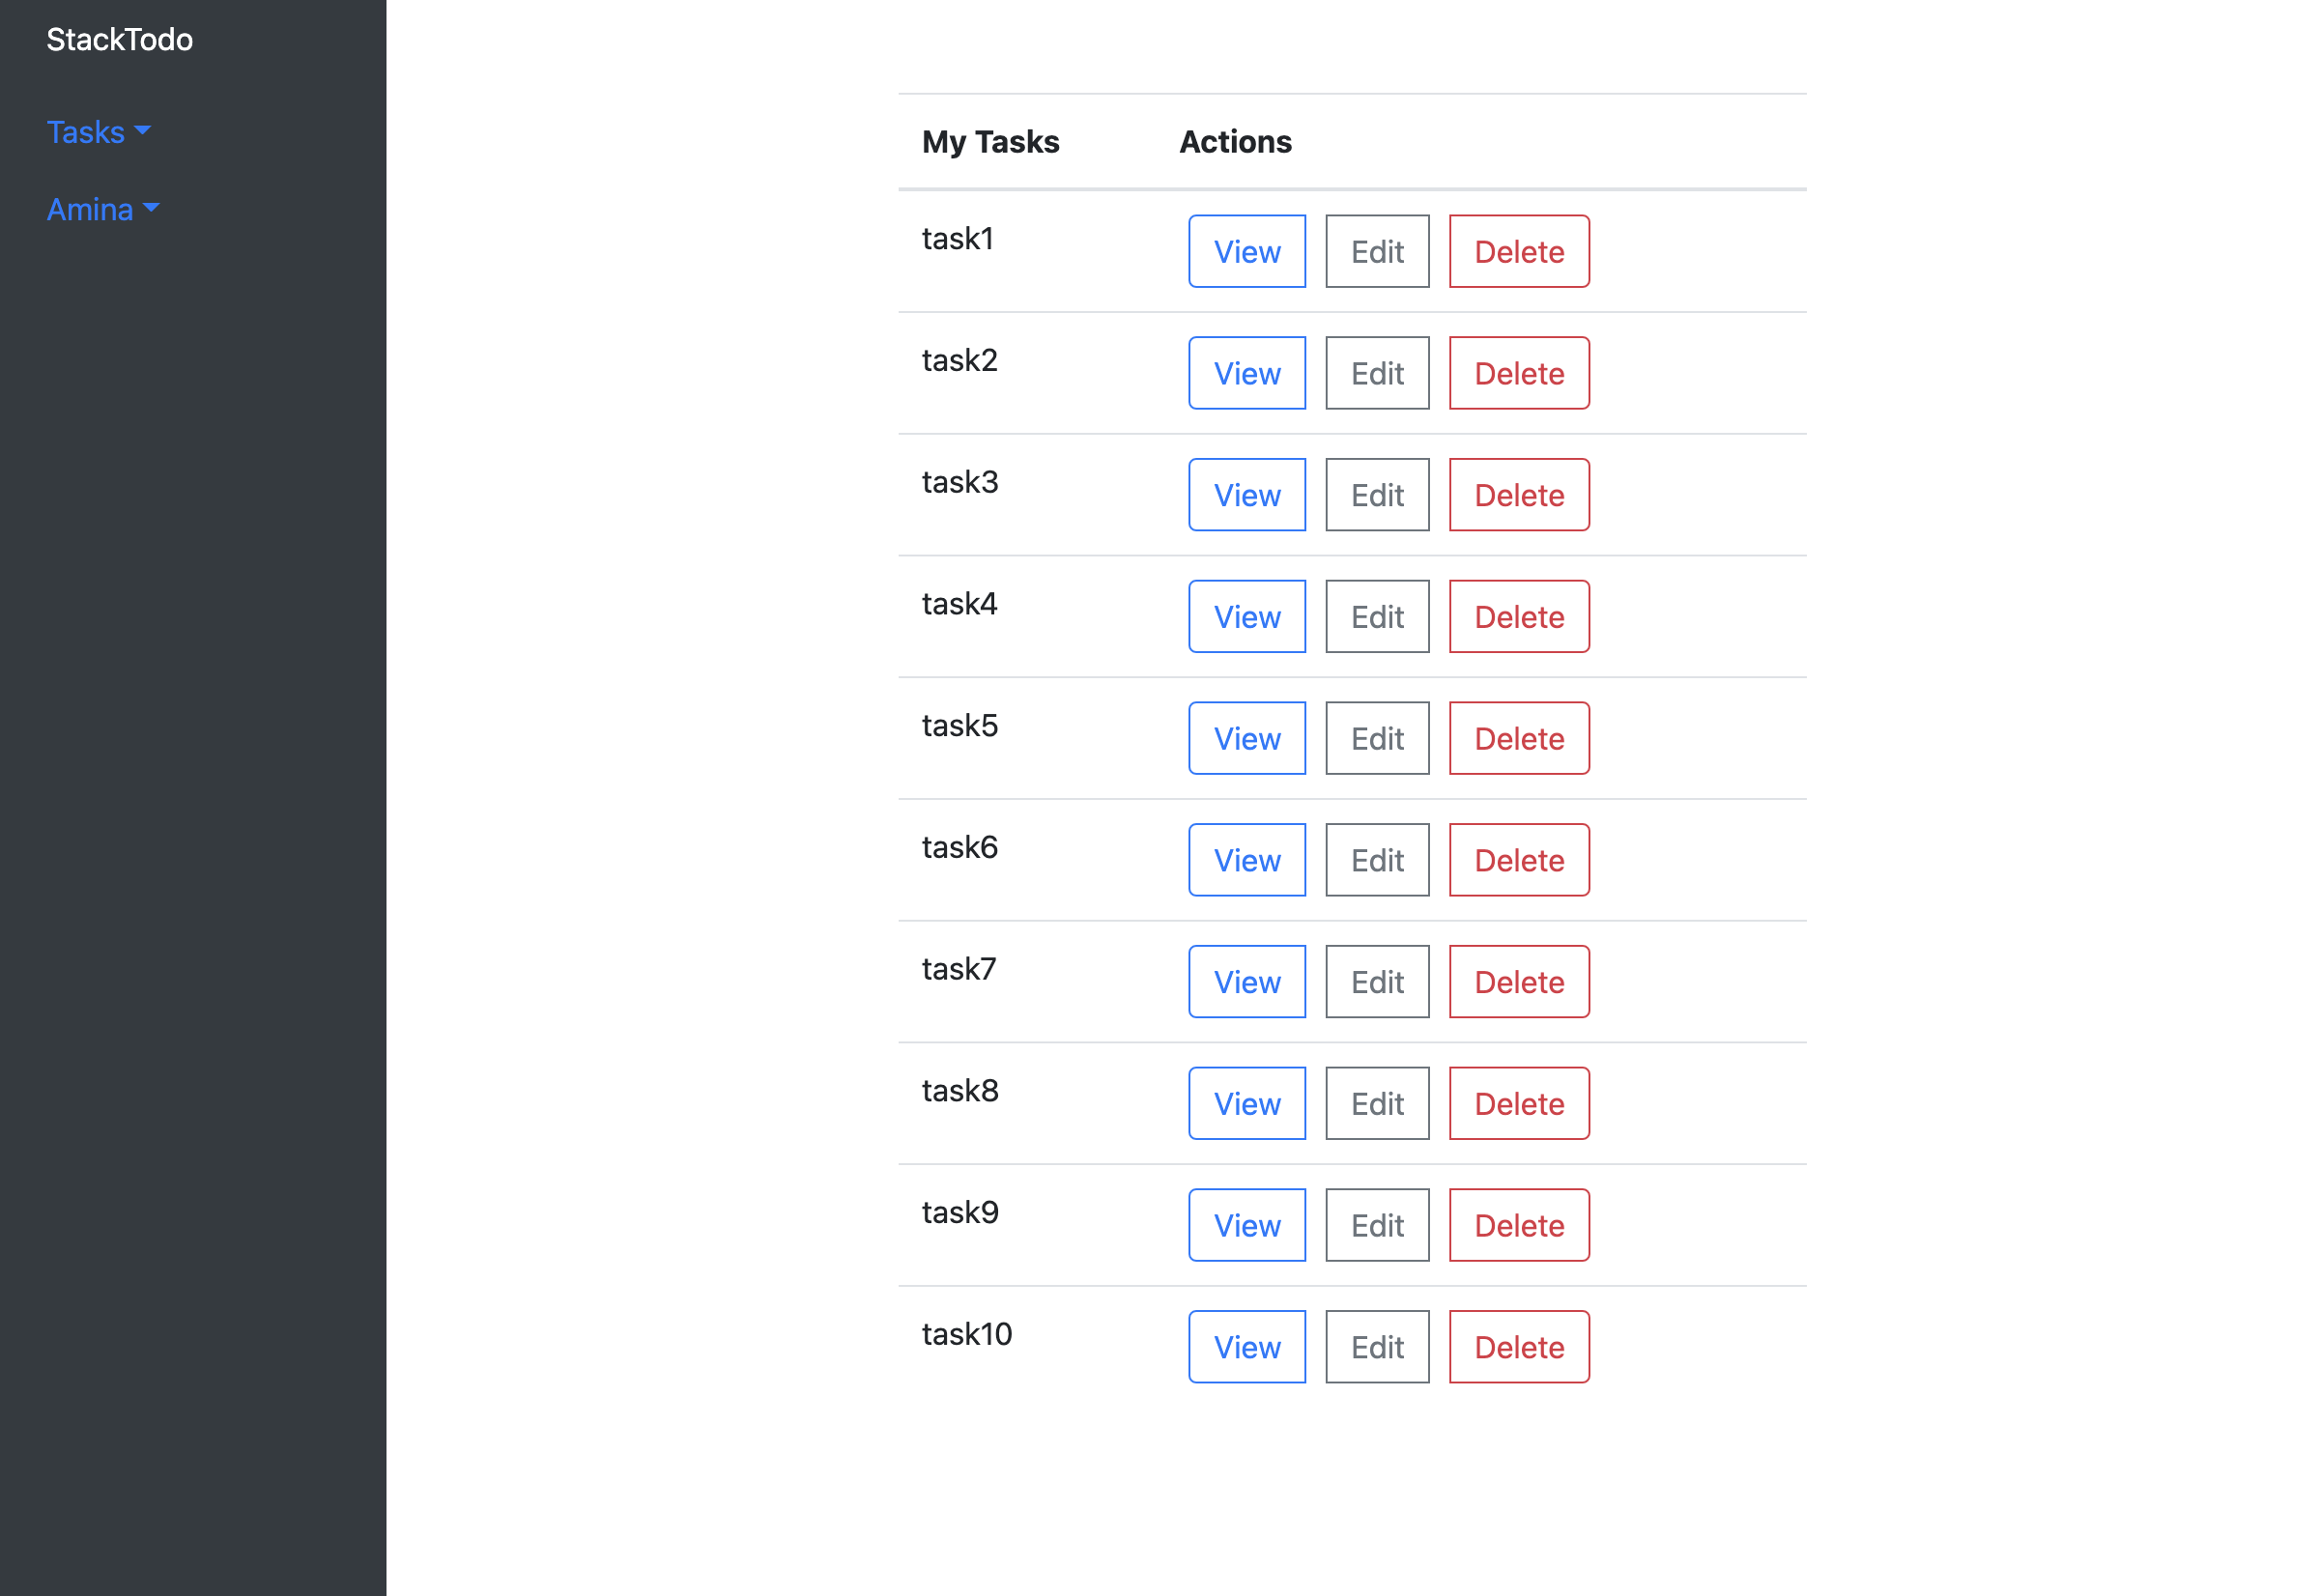 StackTodo
Tasks
Amina
My Tasks Actions
task1 View Edit Delete
task2 View Edit Delete
task3 View Edit Delete
task4 View Edit Delete
task5 View Edit Delete
task6 View Edit Delete
task7 View Edit Delete
task8 View Edit Delete
task9 View Edit Delete
task10 View Edit Delete